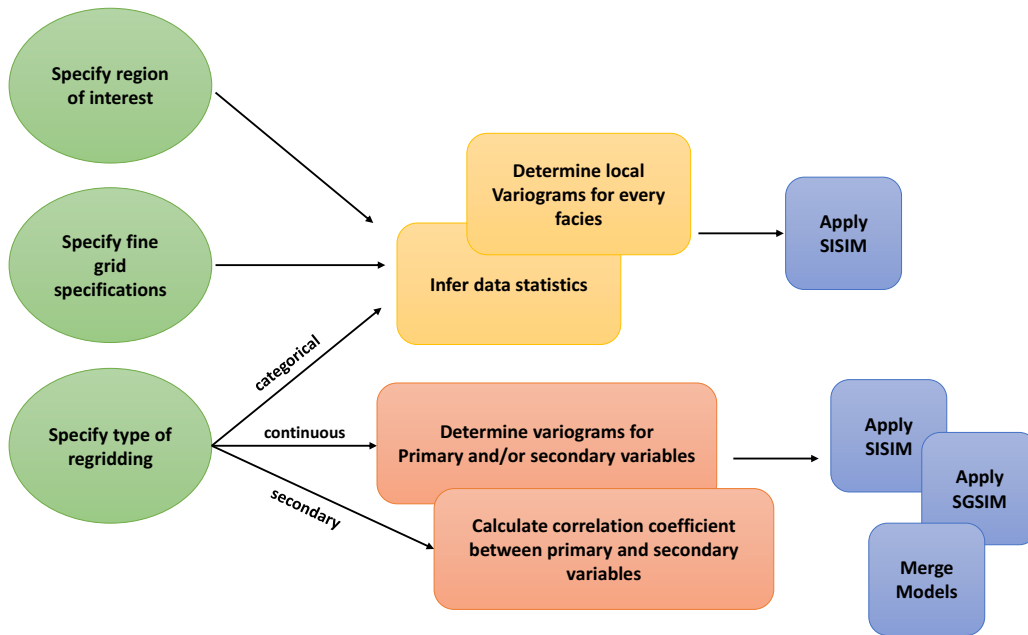 Specify region
of interest
Specify fine
grid
specifications
Specify type of
regridding
categorical
continuous
secondary
Determine local
Variograms for every
facies
Infer data statistics
Apply
SISIM
Determine variograms for
Primary and/or secondary variables
Calculate correlation coefficient
between primary and secondary
variables
Apply
SISIM
Apply
SGSIM
Merge
Models